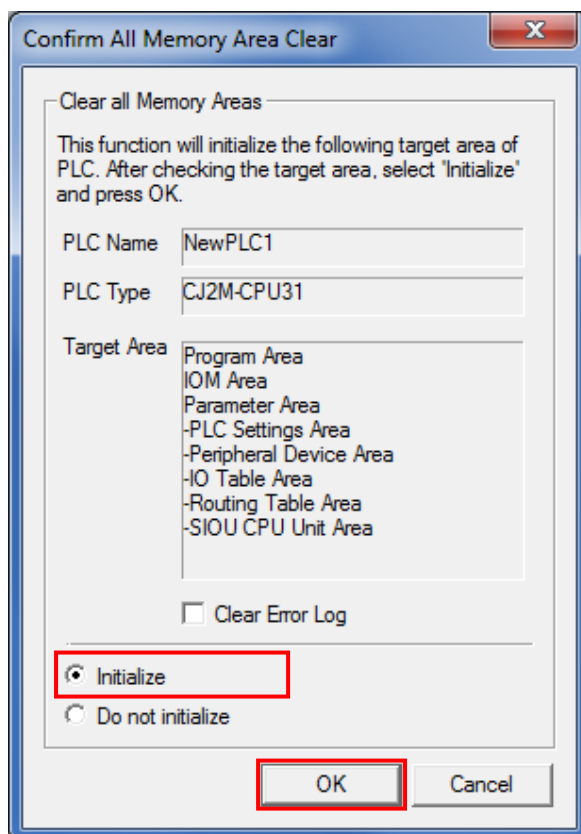 Confirm All Memory Area Clear
X
Clear all Memory Areas
This function will initialize the following target area of
PLC. After checking the target area, select 'Initialize'
and press OK.
PLC Name NewPLC1
PLC Type CJ2M-CPU31
Target Area Program Area
IOM Area
Parameter Area
-PLC Settings Area
-Peripheral Device Area
-IO Table Area
-Routing Table Area
-SIOU CPU Unit Area
Clear Error Log
Initialize
Do not initialize
OK Cancel